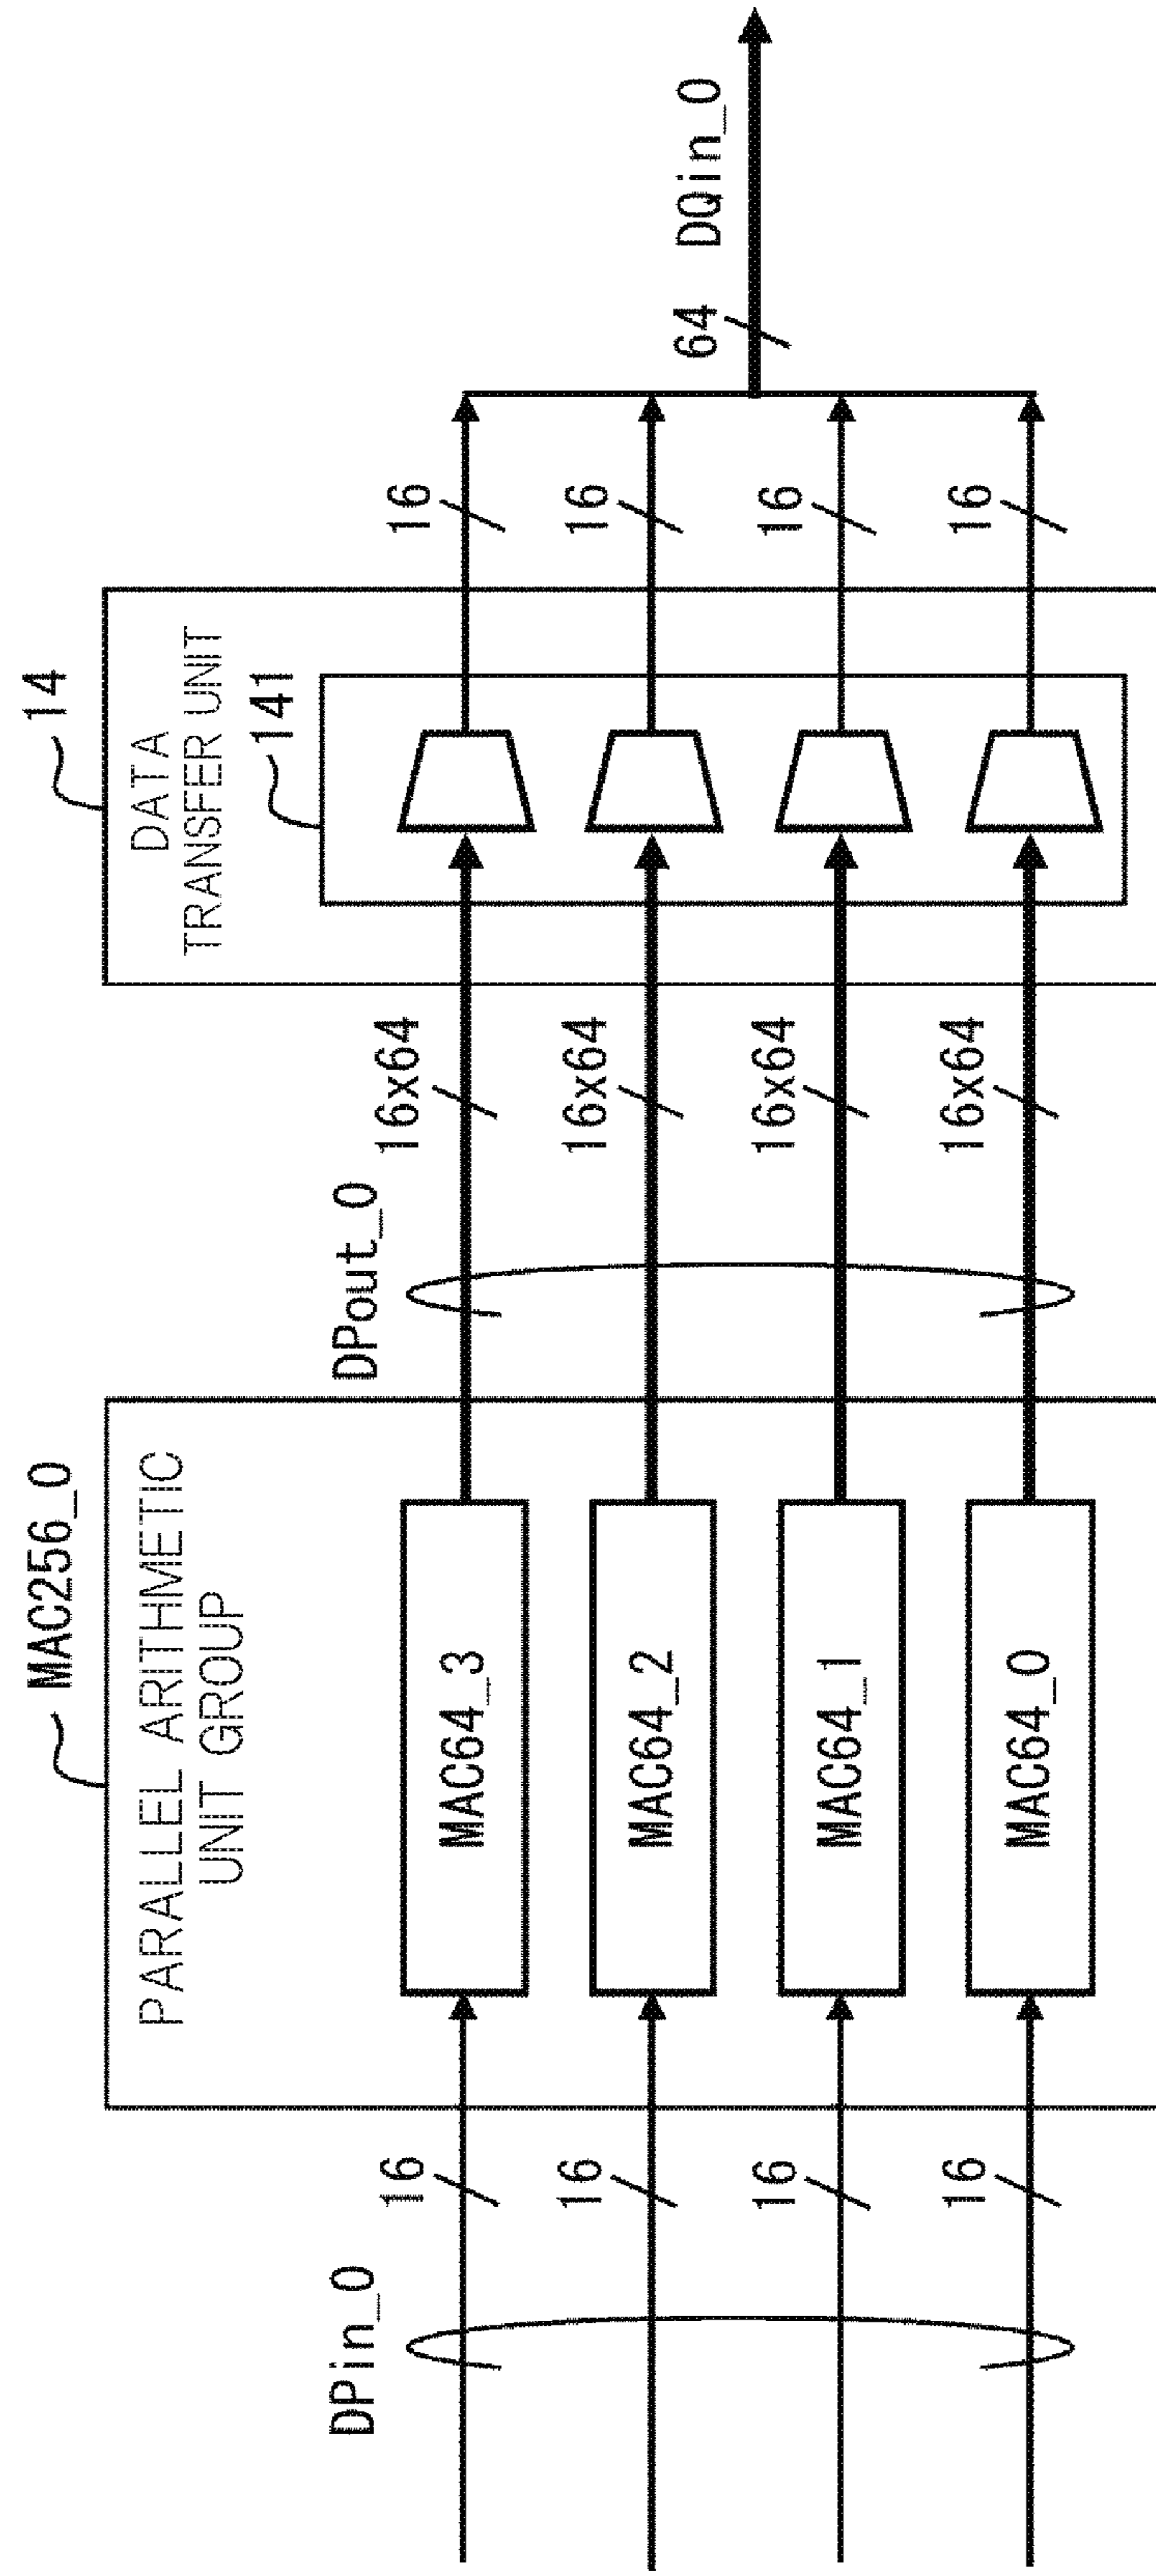 MAC256_0
PARALLEL ARITHMETIC
UNIT GROUP
14
DATA
TRANSFER UNIT
141
DPin_0
DPout_0
16
MAC64_3
16x64
16
16
MAC64_2
16x64
16
16
MAC64_1
16x64
16
16
MAC64_0
16x64
16
64
DQin_0